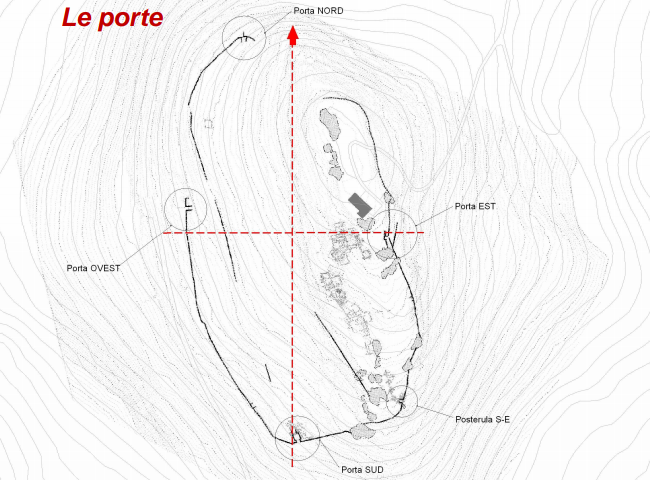 Le porte
Porta NORD
Porta EST
Porta OVEST
Posterula S-E
Porta SUD